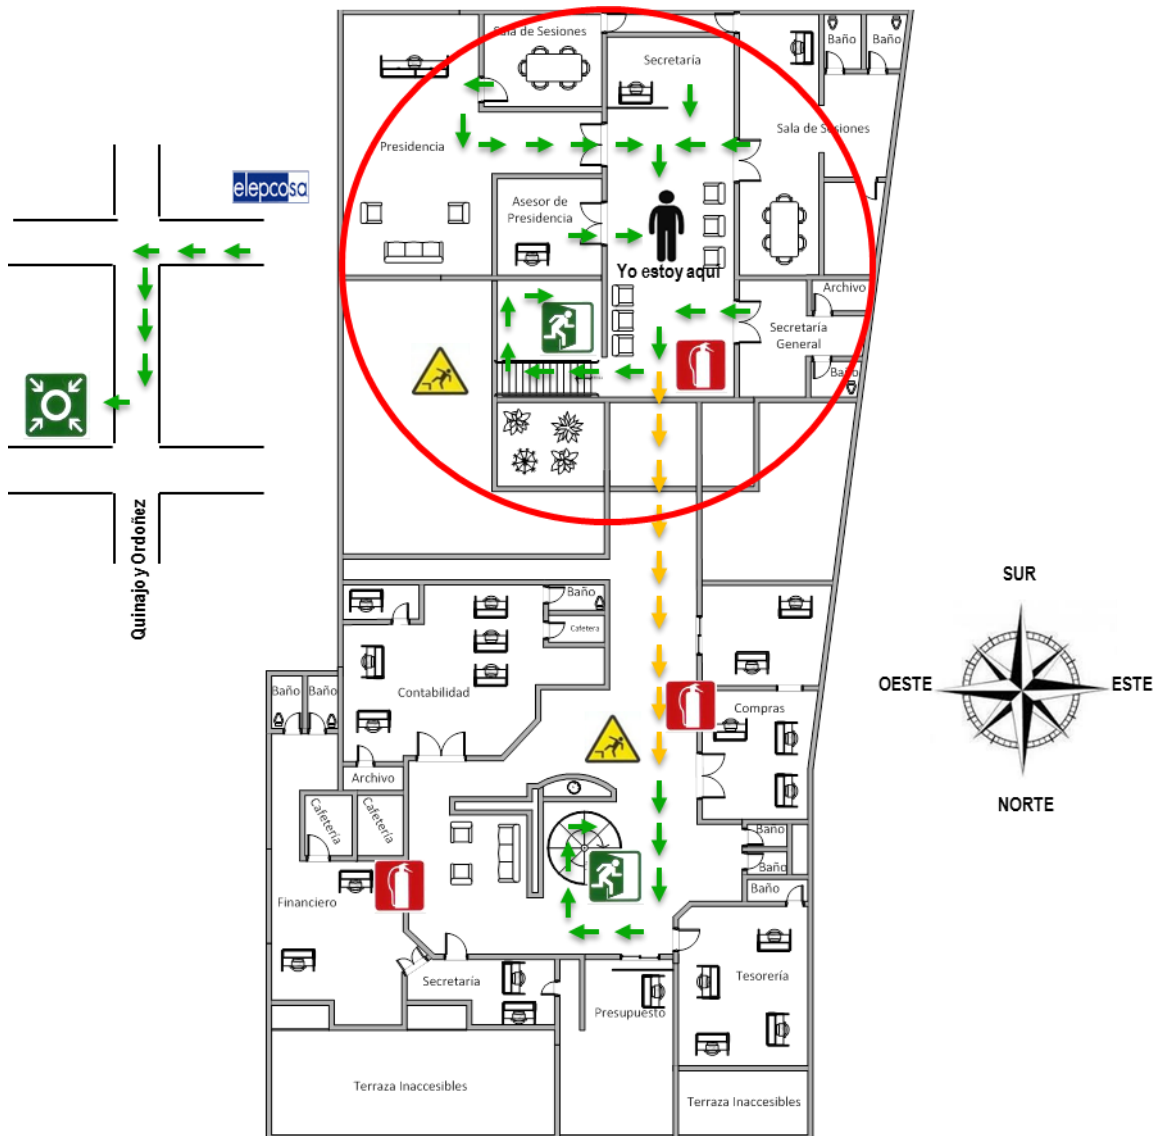 Sala de Sesiones
Secretaría
Baño
Baño
Presidencia
Sala de Sesiones
elepcosa
Asesor de
Presidencia
Yo estoy aquí
Archivo
Secretaría
General
Baño
Quinajo y Ordoñez
SUR
OESTE
ESTE
NORTE
Baño
Cafetera
Contabilidad
Baño
Baño
Compras
Archivo
Cafetería
Cafetería
Baño
Baño
Baño
Financiero
Secretaría
Tesorería
Presupuesto
Terraza Inaccesibles
Terraza Inaccesibles